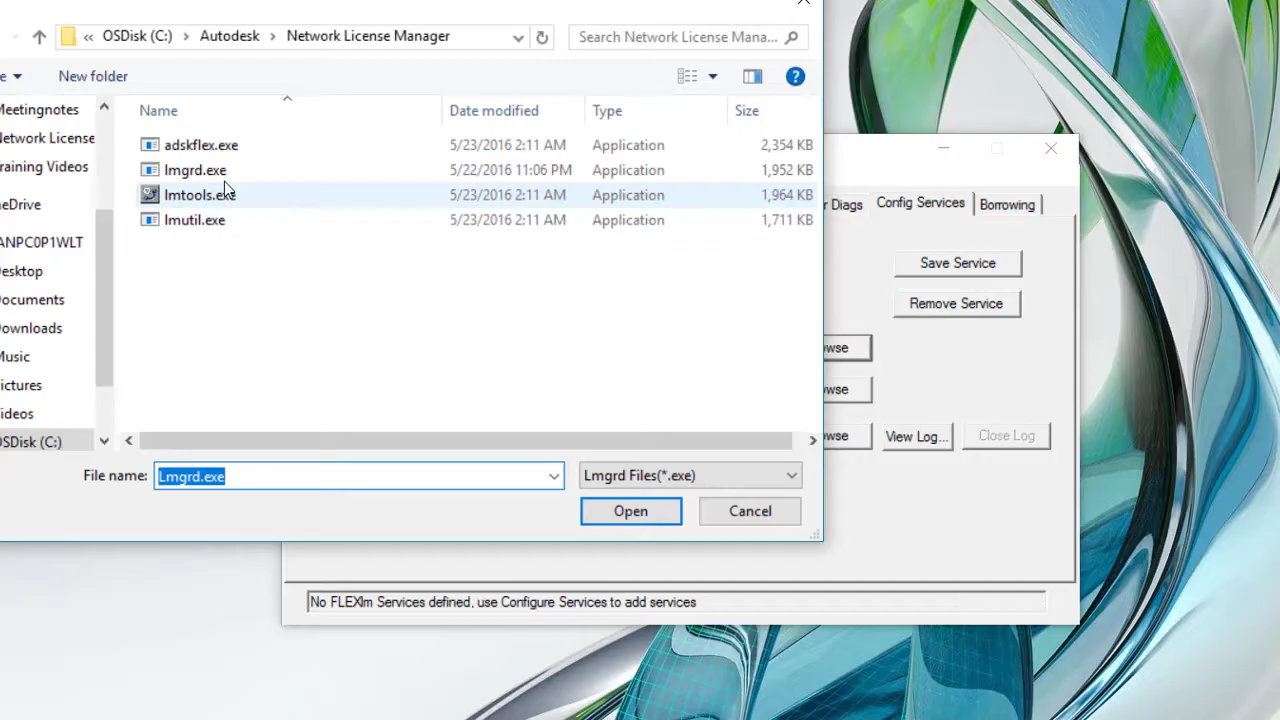 « OSDisk (C:) > Autodesk > Network License Manager
Search Network License Mana...
e
New folder
?
Meetingnotes
Network License
raining Videos
eDrive
ANPC0P1WLT
esktop
ocuments
ownloads
Music
ictures
ideos
OSDisk (C:)
Name Date modified Type Size
adskflex.exe 5/23/2016 2:11 AM Application 2,354 KB
lmgrd.exe 5/22/2016 11:06 PM Application 1,952 KB
lmtools.exe 5/23/2016 2:11 AM Application 1,964 KB
lmutil.exe 5/23/2016 2:11 AM Application 1,711 KB
File name: Lmgrd.exe Lmgrd Files(*.exe)
Open Cancel
r Diags Config Services Borrowing
Save Service
Remove Service
wse
wse
wse View Log... Close Log
No FLEXlm Services defined, use Configure Services to add services